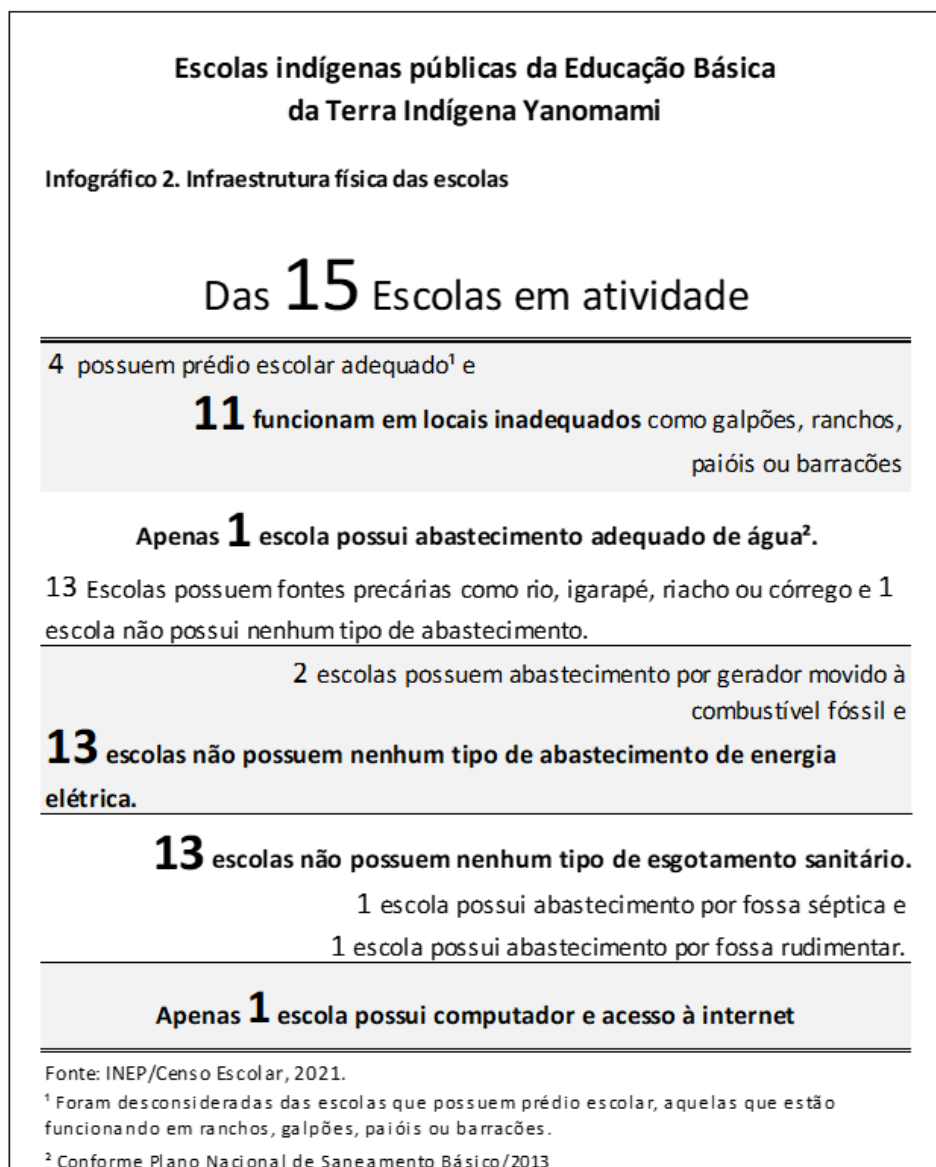 Escolas indígenas públicas da Educação Básica
da Terra Indígena Yanomami
Infográfico 2. Infraestrutura física das escolas
Das 15 Escolas em atividade
4 possuem prédio escolar adequado¹ e
11 funcionam em locais inadequados como galpões, ranchos,
paióis ou barracões
Apenas 1 escola possui abastecimento adequado de água².
13 Escolas possuem fontes precárias como rio, igarapé, riacho ou córrego e 1
escola não possui nenhum tipo de abastecimento.
2 escolas possuem abastecimento por gerador movido à
combustível fóssil e
13 escolas não possuem nenhum tipo de abastecimento de energia
elétrica.
13 escolas não possuem nenhum tipo de esgotamento sanitário.
1 escola possui abastecimento por fossa séptica e
1 escola possui abastecimento por fossa rudimentar.
Apenas 1 escola possui computador e acesso à internet
Fonte: INEP/Censo Escolar, 2021.
¹ Foram desconsideradas das escolas que possuem prédio escolar, aquelas que estão
funcionando em ranchos, galpões, paióis ou barracões.
² Conforme Plano Nacional de Saneamento Básico/2013